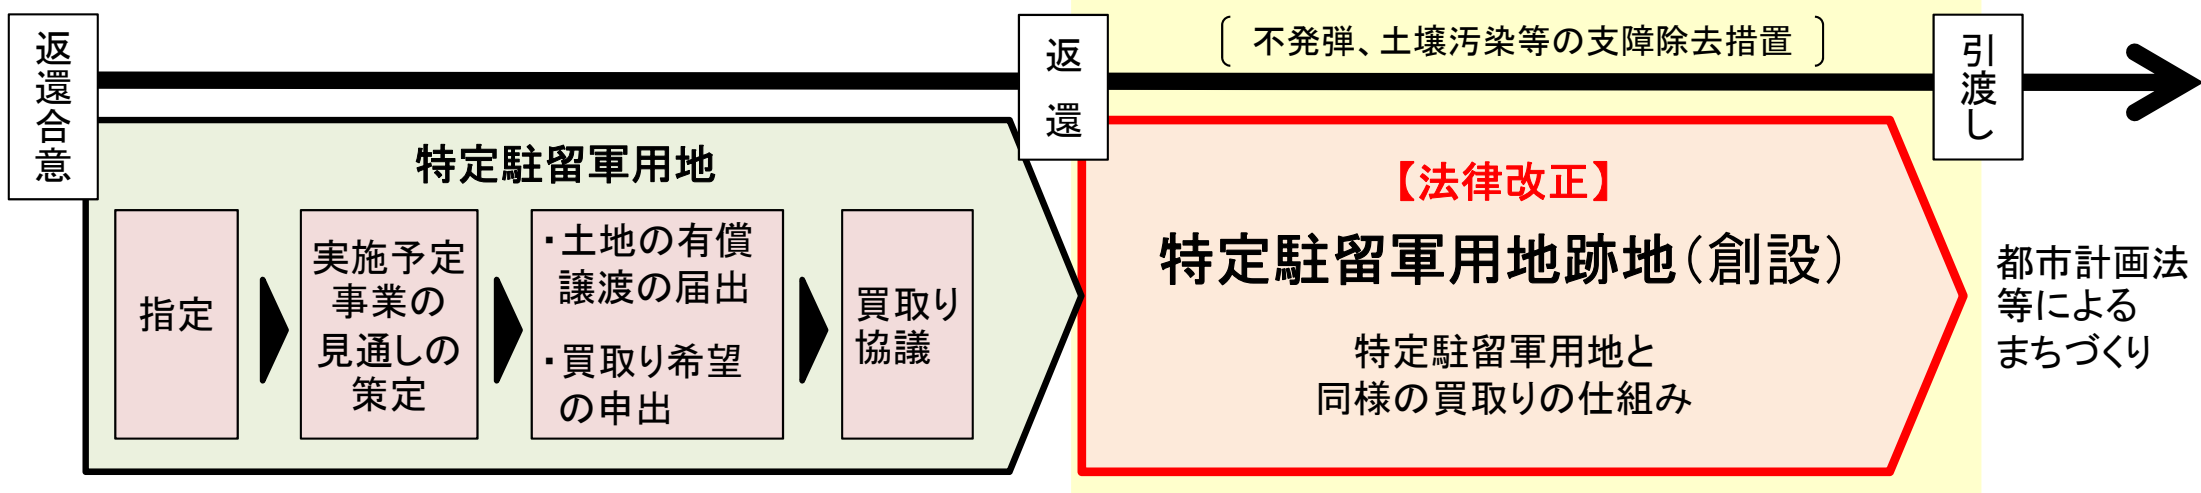 返還合意
返還
〔 不発弾、土壌汚染等の支障除去措置 〕
引渡し
特定駐留軍用地
指定
実施予定
事業の
見通しの
策定
・土地の有償
譲渡の届出
・買取り希望
の申出
買取り
協議
【法律改正】
特定駐留軍用地跡地（創設）
特定駐留軍用地と
同様の買取りの仕組み
都市計画法
等による
まちづくり